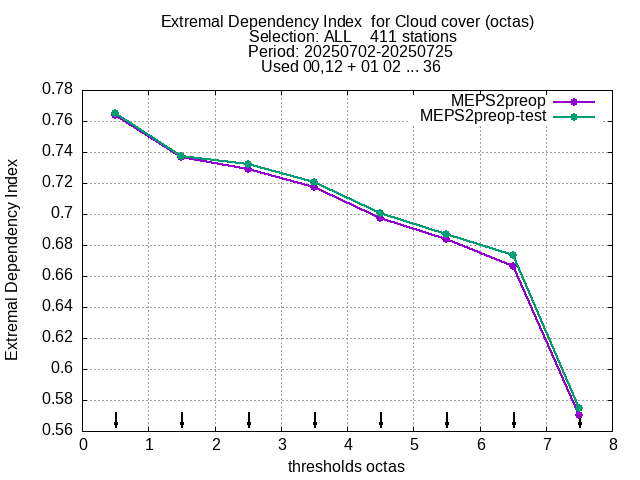 Extremal Dependency Index  for Cloud cover (octas)
Selection: ALL    411 stations
Period: 20250702-20250725
Used 00,12 + 01 02 ... 36
MEPS2preop
MEPS2preop-test
Extremal Dependency Index
0.78
0.76
0.74
0.72
0.7
0.68
0.66
0.64
0.62
0.6
0.58
0.56
0 1 2 3 4 5 6 7 8
thresholds octas